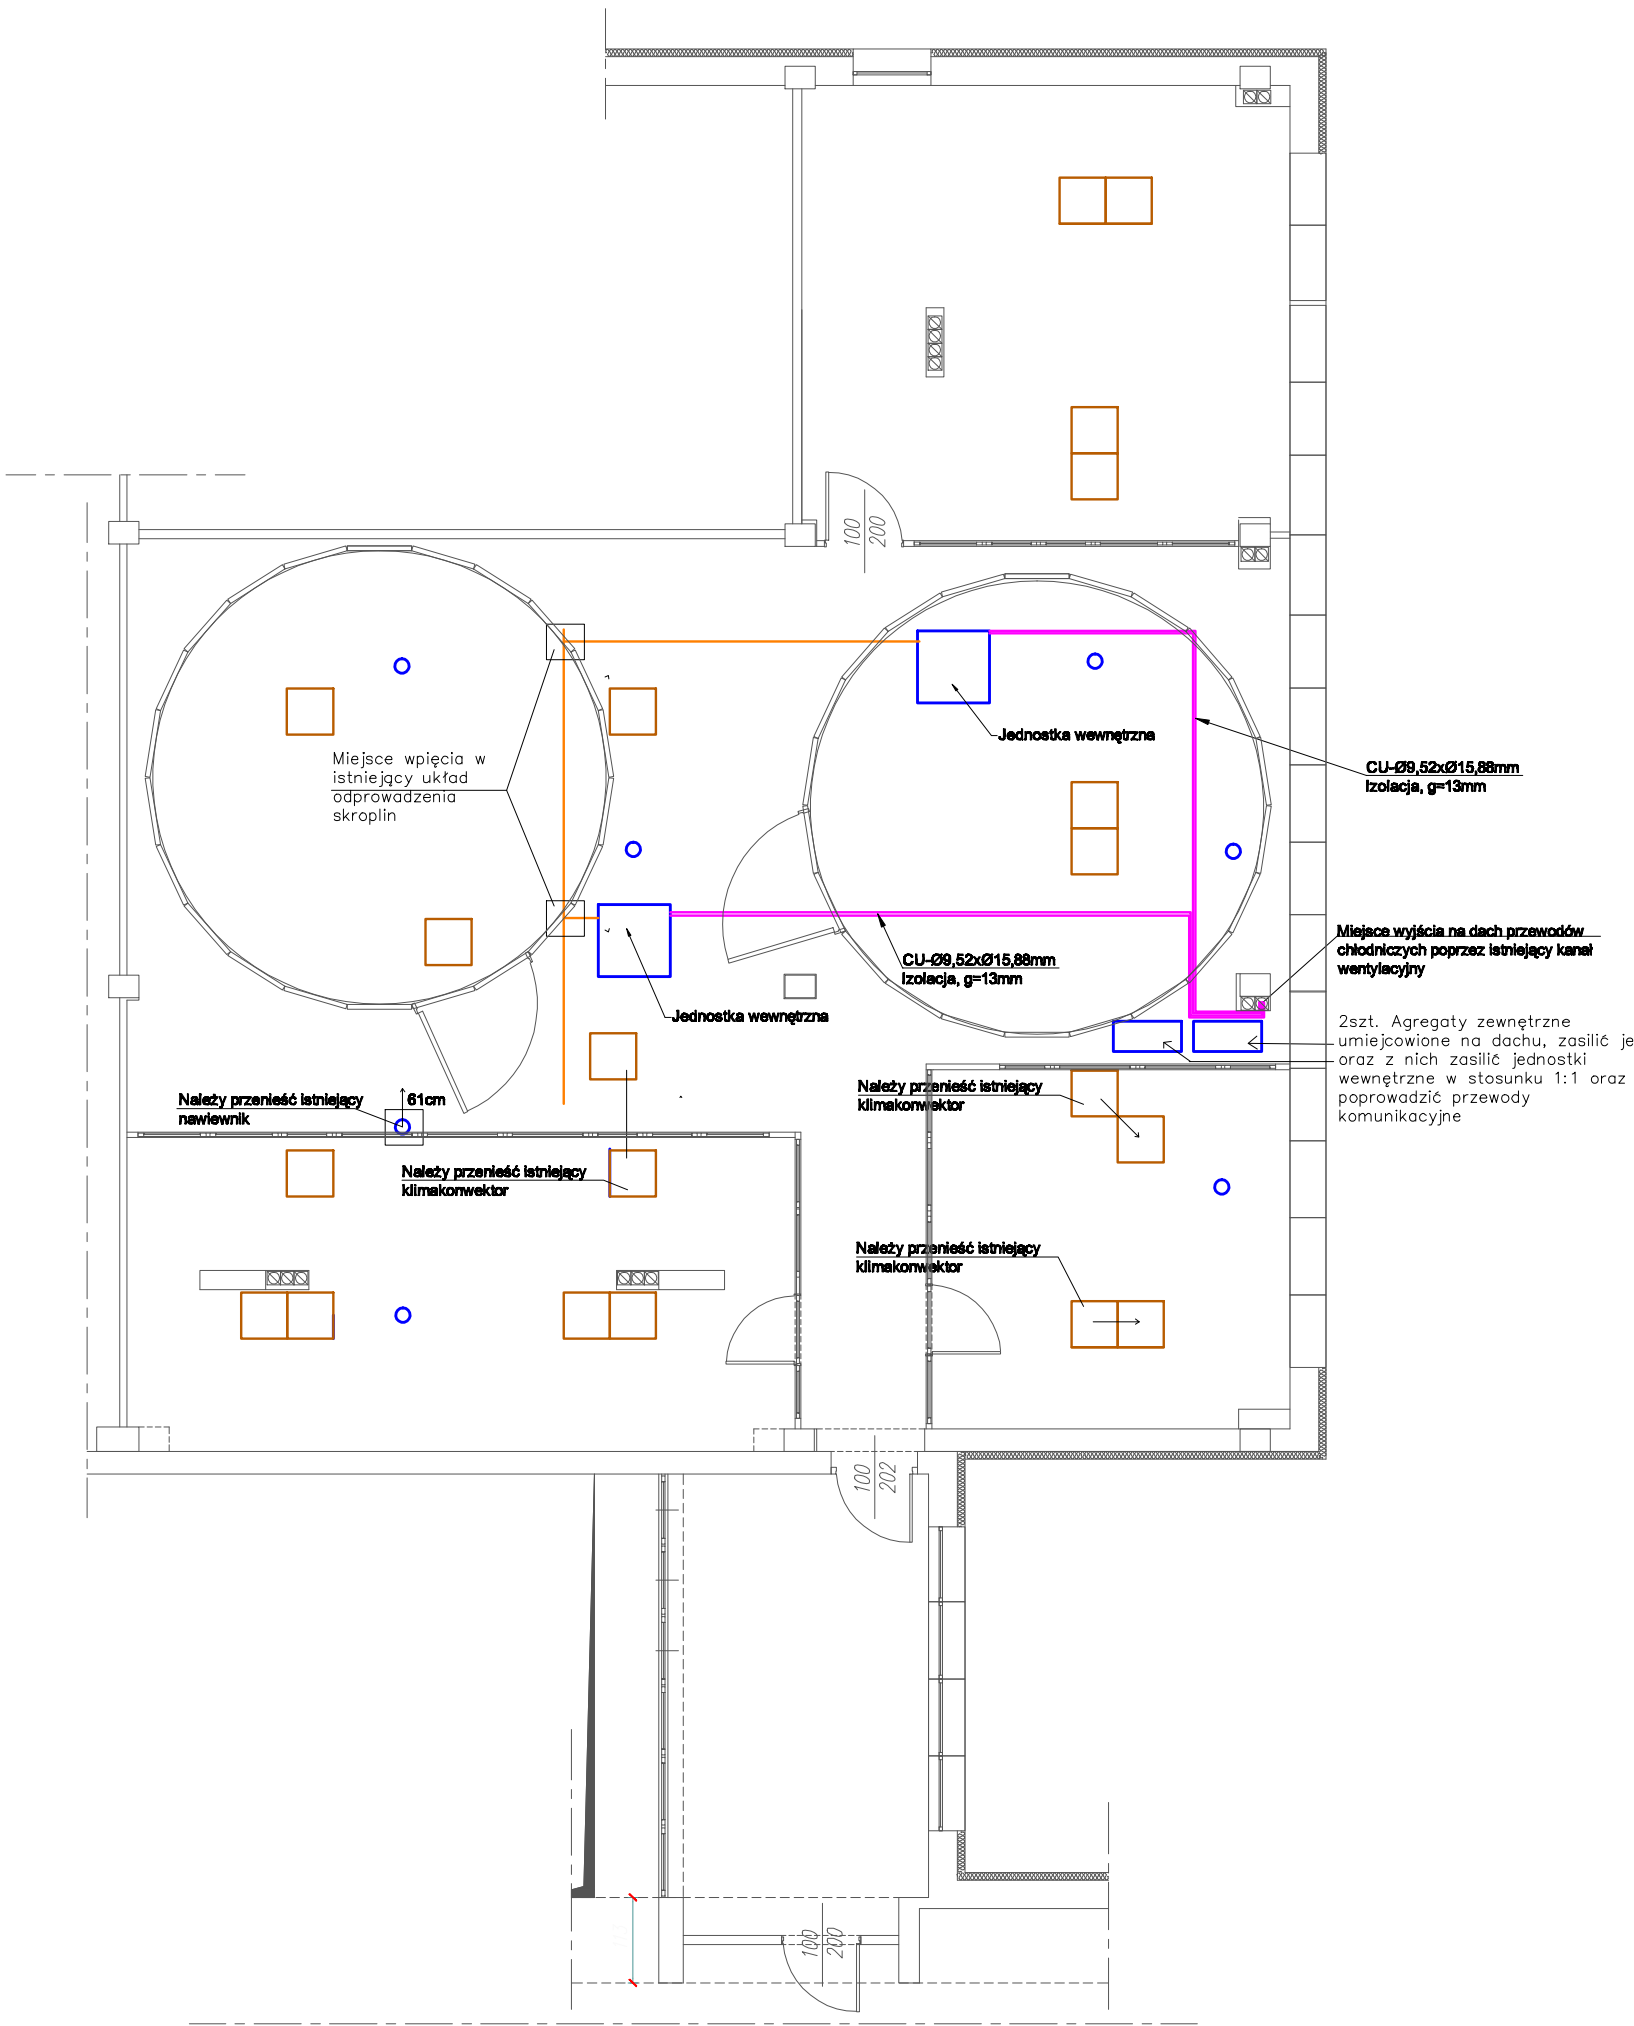 100
200
Jednostka wewnętrzna
Miejsce wpięcia w
istniejący układ
odprowadzenia
skroplin
CU-Ø9,52xØ15,88mm
Izolacja, g=13mm
Miejsce wyjścia na dach przewodów
chłodniczych poprzez istniejący kanał
wentylacyjny
CU-Ø9,52xØ15,88mm
Izolacja, g=13mm
Jednostka wewnętrzna
2szt. Agregaty zewnętrzne
umiejcowione na dachu, zasilić je
oraz z nich zasilić jednostki
wewnętrzne w stosunku 1:1 oraz
poprowadzić przewody
komunikacyjne
Należy przenieść istniejący
nawiewnik
61cm
Należy przenieść istniejący
klimakonwektor
Należy przenieść istniejący
klimakonwektor
Należy przenieść istniejący
klimakonwektor
100
202
100
200